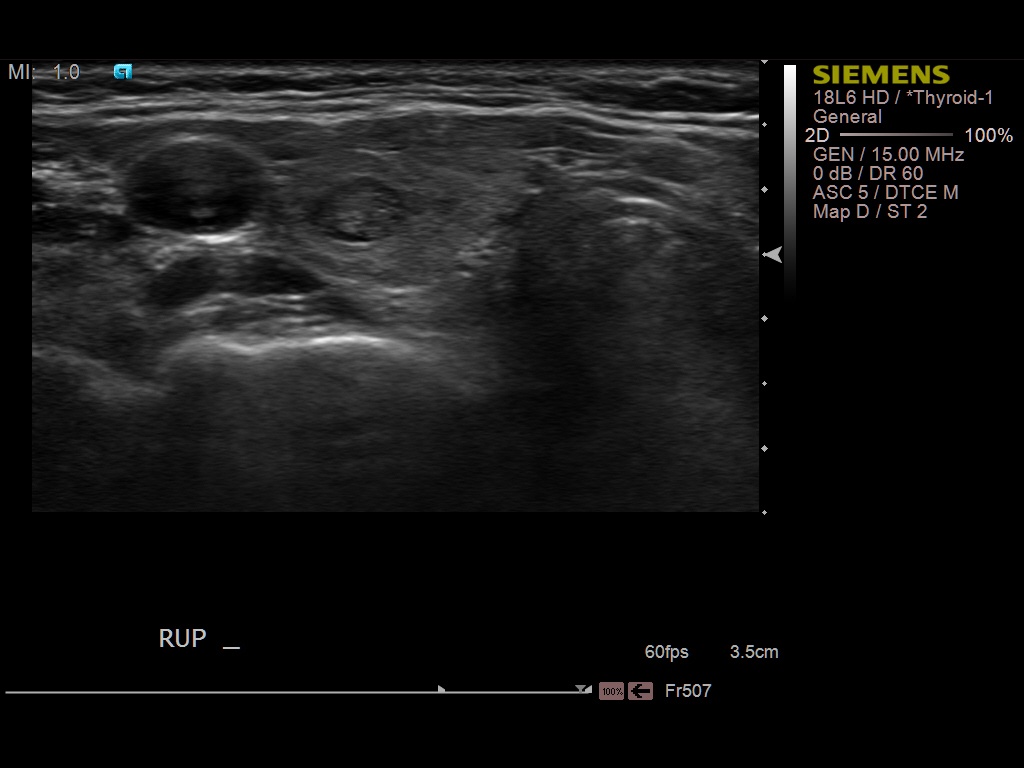 MI: 1.0
SIEMENS
18L6 HD / *Thyroid-1
General
2D 100%
GEN / 15.00 MHz
0 dB / DR 60
ASC 5 / DTCE M
Map D / ST 2
RUP _
60fps 3.5cm
100% Fr507